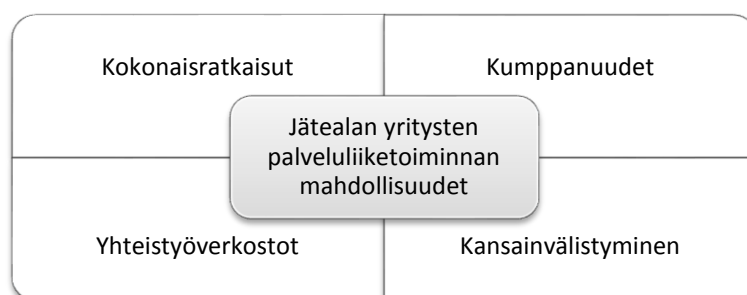 Kokonaisratkaisut
Kumppanuudet
Jätealan yritysten
palveluliiketoiminnan
mahdollisuudet
Yhteistyöverkostot
Kansainvälistyminen